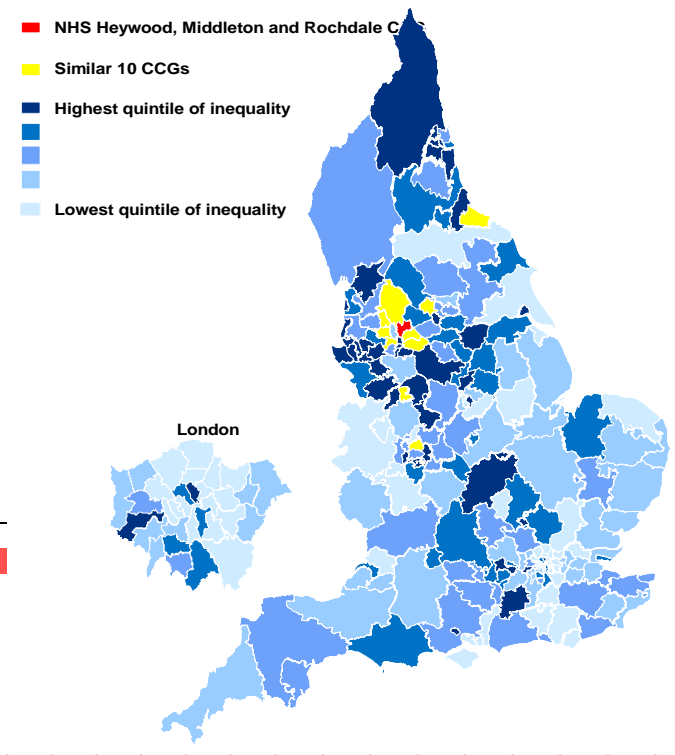 NHS Heywood, Middleton and Rochdale
Similar 10 CCGs
Highest quintile of inequality
Lowest quintile of inequality
London